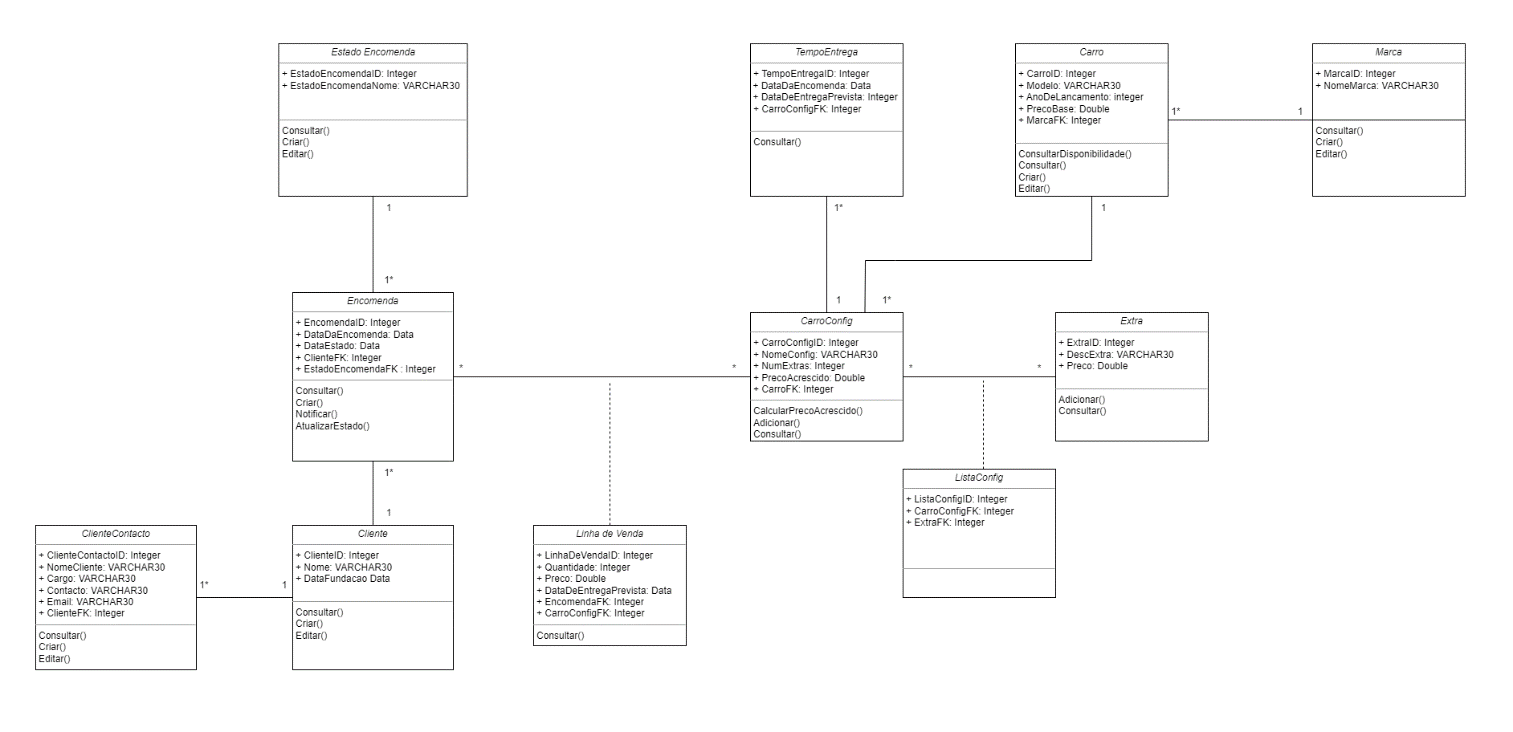 Estado Encomenda
+ EstadoEncomendaID: Integer
+ EstadoEncomendaNome: VARCHAR30
Consultar()
Criar()
Editar()
TempoEntrega
+ TempoEntregaID: Integer
+ DataDaEncomenda: Data
+ DataDeEntregaPrevista: Integer
+ CarroConfigFK: Integer
Consultar()
Carro
+ CarroID: Integer
+ Modelo: VARCHAR30
+ AnoDeLancamento: integer
+ PrecoBase: Double
+ MarcaFK: Integer
ConsultarDisponibilidade()
Consultar()
Criar()
Editar()
1*
1
Marca
+ MarcaID: Integer
+ NomeMarca: VARCHAR30
Consultar()
Criar()
Editar()
1
1*
1*
1
1
1*
Encomenda
+ EncomendaID: Integer
+ DataDaEncomenda: Data
+ DataEstado: Data
+ ClienteFK: Integer
+ EstadoEncomendaFK : Integer
Consultar()
Criar()
Notificar()
AtualizarEstado()
*
*
CarroConfig
+ CarroConfigID: Integer
+ NomeConfig: VARCHAR30
+ NumExtras: Integer
+ PrecoAcrescido: Double
+ CarroFK: Integer
CalcularPrecoAcrescido()
Adicionar()
Consultar()
*
*
Extra
+ ExtraID: Integer
+ DescExtra: VARCHAR30
+ Preco: Double
Adicionar()
Consultar()
1*
1
ListaConfig
+ ListaConfigID: Integer
+ CarroConfigFK: Integer
+ ExtraFK: Integer
ClienteContacto
+ ClienteContactoID: Integer
+ NomeCliente: VARCHAR30
+ Cargo: VARCHAR30
+ Contacto: VARCHAR30
+ Email: VARCHAR30
+ ClienteFK: Integer
Consultar()
Criar()
Editar()
1*
1
Cliente
+ ClienteID: Integer
+ Nome: VARCHAR30
+ DataFundacao Data
Consultar()
Criar()
Editar()
Linha de Venda
+ LinhaDeVendaID: Integer
+ Quantidade: Integer
+ Preco: Double
+ DataDeEntregaPrevista: Data
+ EncomendaFK: Integer
+ CarroConfigFK: Integer
Consultar()